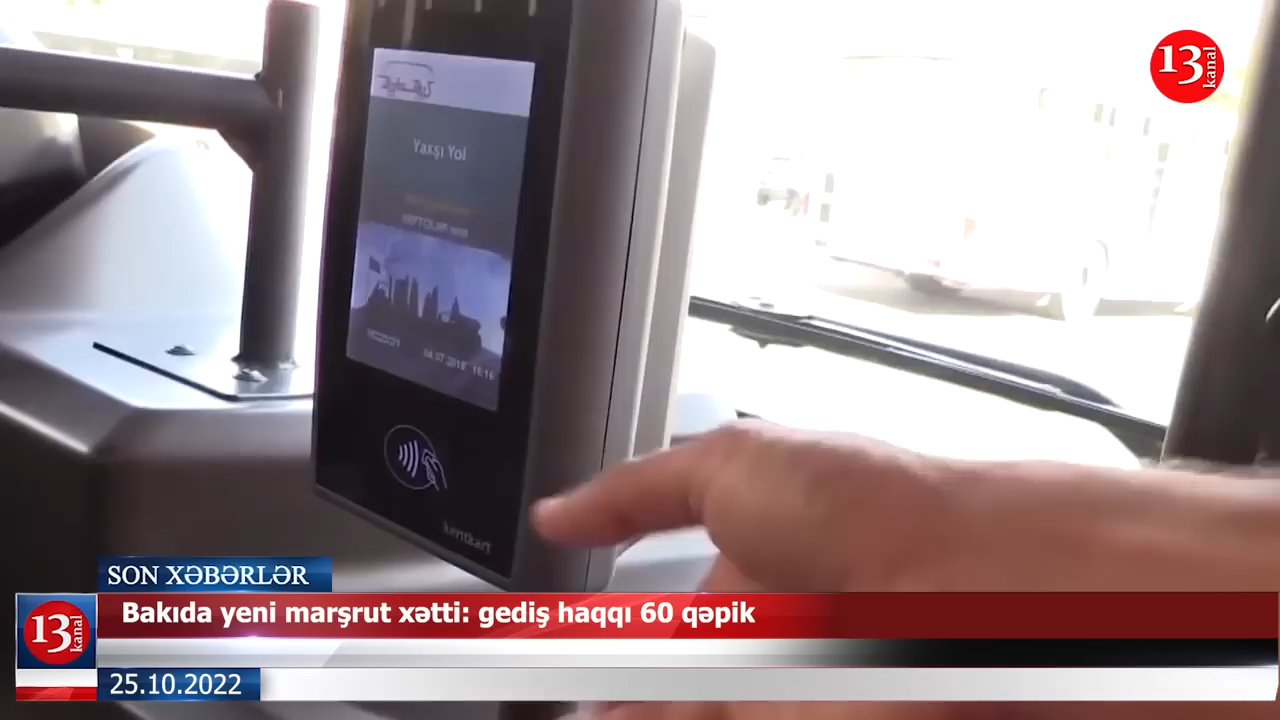 13
kanal
Yaxşı Yol
kentkart
SON XƏBƏRLƏR
13
kanal
Bakıda yeni marşrut xətti: gediş haqqı 60 qəpik
25.10.2022